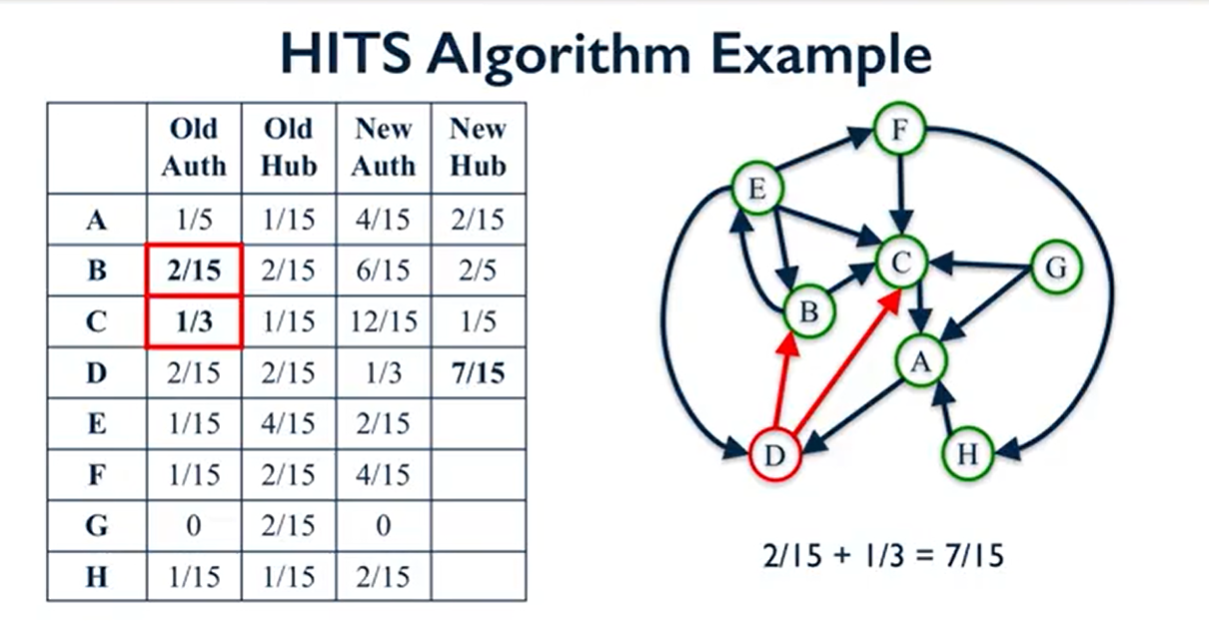 HITS Algorithm Example
Old Auth Old Hub New Auth New Hub
A 1/5 1/15 4/15 2/15
B 2/15 2/15 6/15 2/5
C 1/3 1/15 12/15 1/5
D 2/15 2/15 1/3 7/15
E 1/15 4/15 2/15
F 1/15 2/15 4/15
G 0 2/15 0
H 1/15 1/15 2/15
F
E
C
G
B
A
D
H
2/15 + 1/3 = 7/15